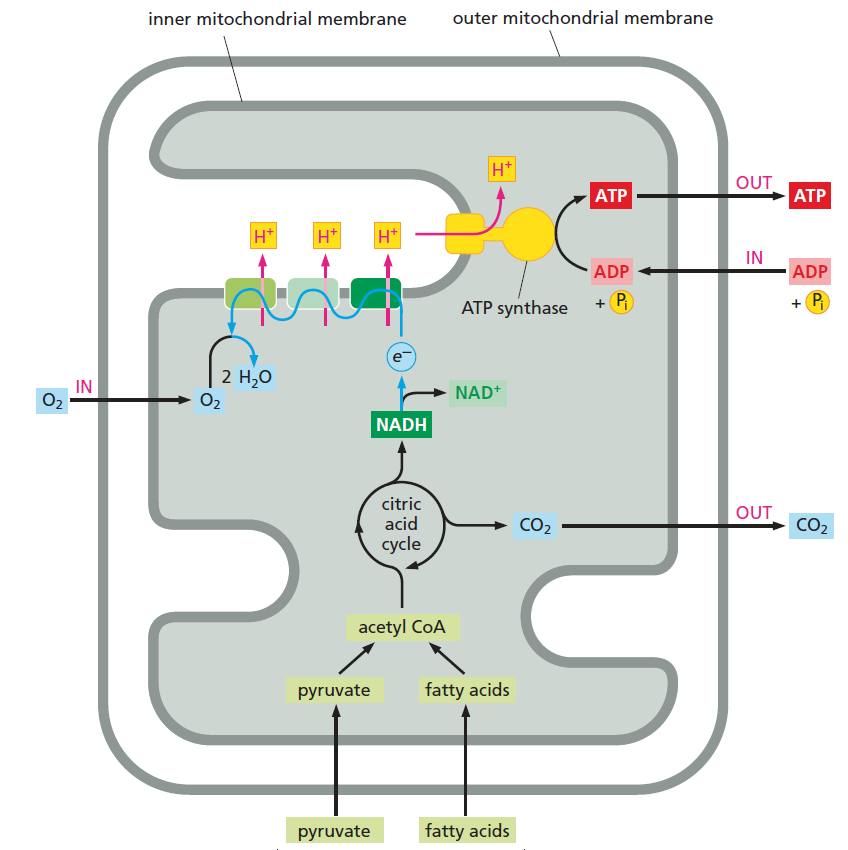 inner mitochondrial membrane
outer mitochondrial membrane
H⁺
ATP
OUT
ATP
H⁺
H⁺
H⁺
ADP
IN
ADP
+ Pᵢ
+ Pᵢ
ATP synthase
e⁻
2 H₂O
IN
O₂
O₂
NAD⁺
NADH
citric
acid
cycle
CO₂
OUT
CO₂
acetyl CoA
pyruvate
fatty acids
pyruvate
fatty acids